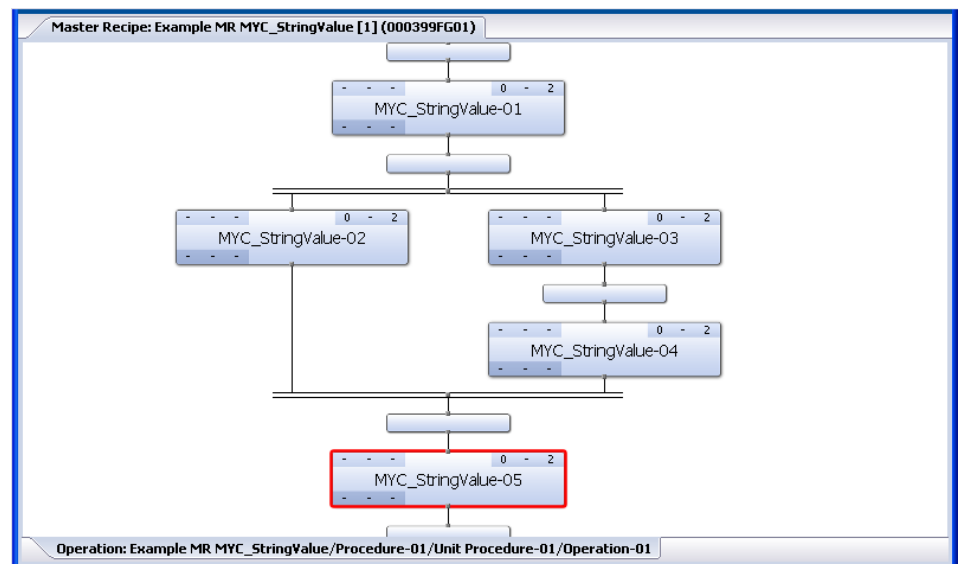 Master Recipe: Example MR MYC_StringValue [1] (000399FG01)
- - - 0 - 2
MYC_StringValue-01
- - -
- - - 0 - 2
MYC_StringValue-02
- - -
- - - 0 - 2
MYC_StringValue-03
- - -
- - - 0 - 2
MYC_StringValue-04
- - -
- - - 0 - 2
MYC_StringValue-05
- - -
Operation: Example MR MYC_StringValue/Procedure-01/Unit Procedure-01/Operation-01